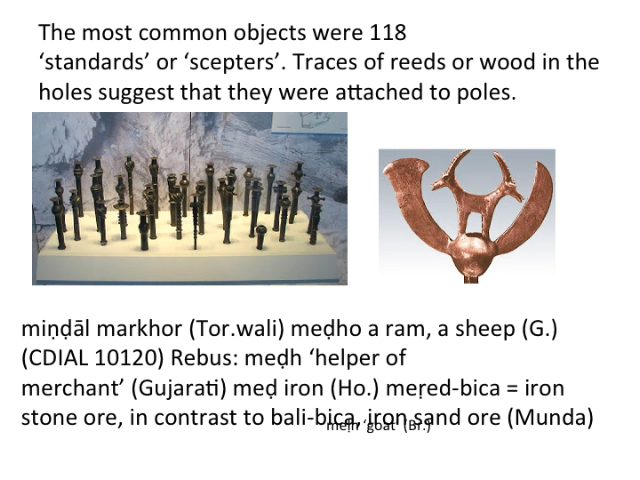 The most common objects were 118
‘standards’ or ‘scepters’. Traces of reeds or wood in the
holes suggest that they were attached to poles.
miṇḍāl markhor (Tor.wali) meḍho a ram, a sheep (G.)
(CDIAL 10120) Rebus: meḍh ‘helper of
merchant’ (Gujarati) meḍ iron (Ho.) meṛed-bica = iron
stone ore, in contrast to bali-bica, iron sand ore (Munda)
meṛh ‘goat’ (Br.)